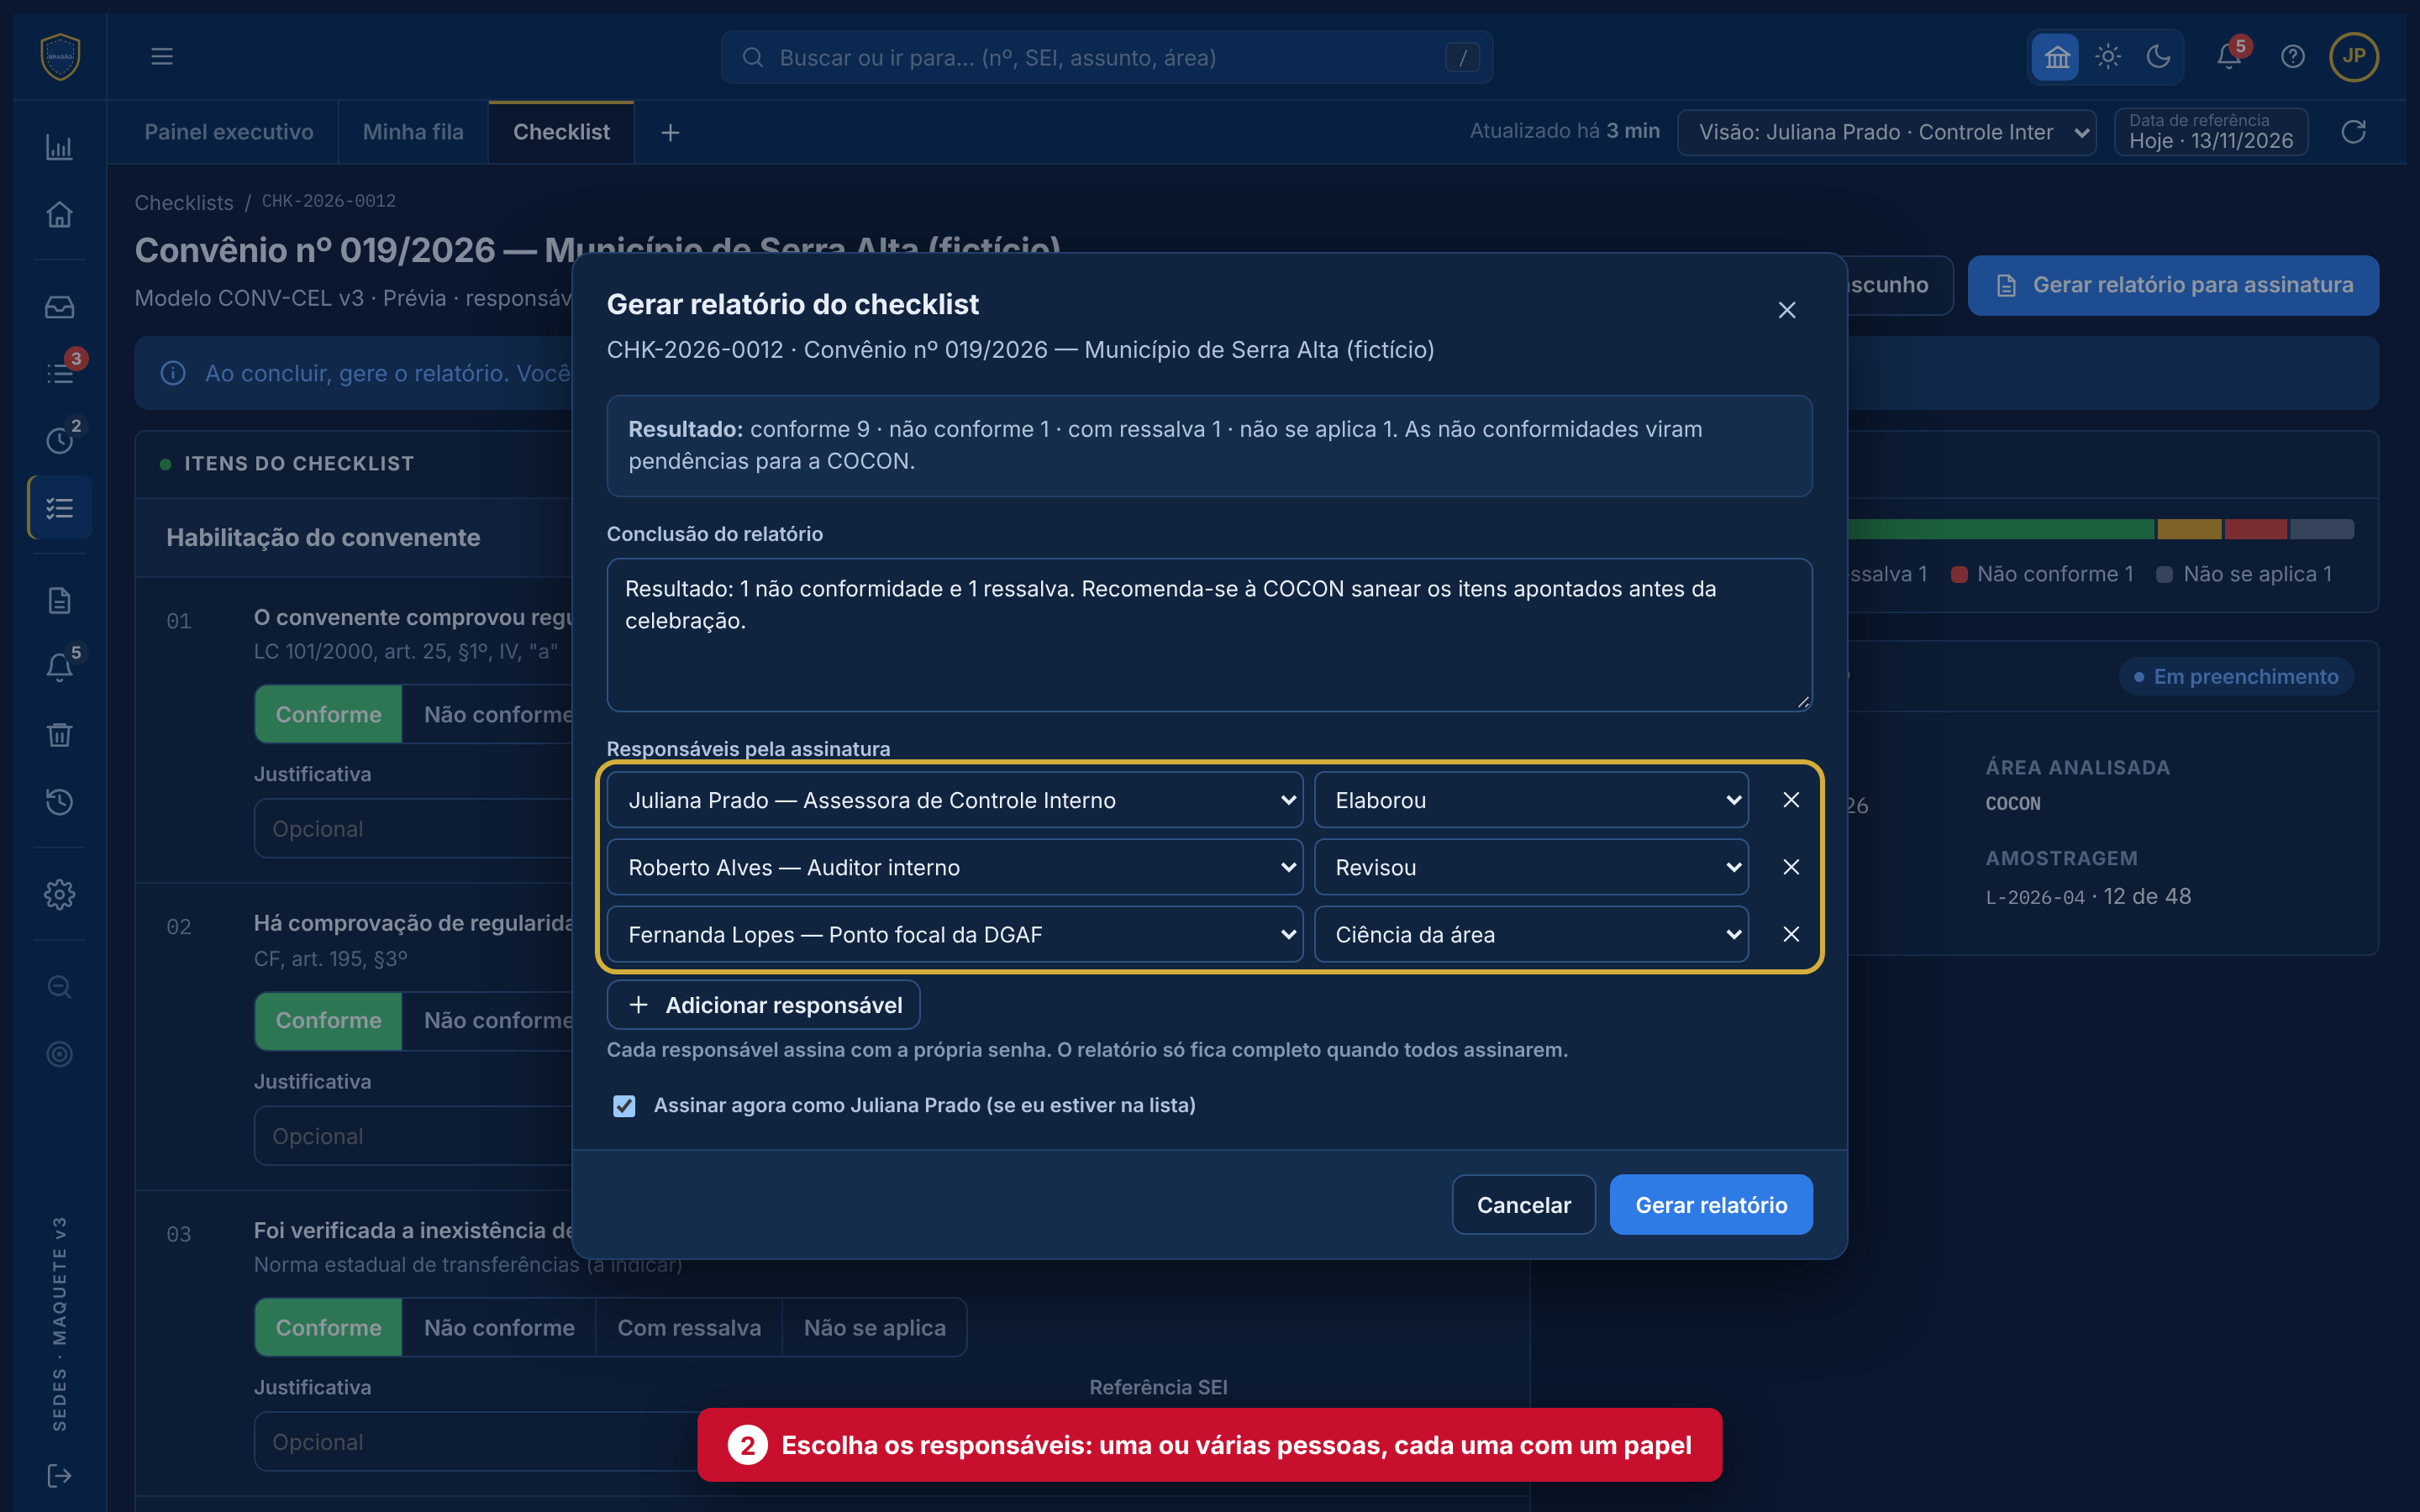 BRASÃO
Buscar ou ir para... (nº, SEI, assunto, área)
/
5
JP
Painel executivo
Minha fila
Checklist
Atualizado há 3 min
Visão: Juliana Prado · Controle Inter
Data de referência
Hoje · 13/11/2026
Checklists / CHK-2026-0012
Convênio nº 019/2026 — Município de Serra Alta (fictício)
Modelo CONV-CEL v3 · Prévia · responsáv
scunho
Gerar relatório para assinatura
Ao concluir, gere o relatório. Você
3
2
5
SEDES · MAQUETE v3
ITENS DO CHECKLIST
Habilitação do convenente
01
O convenente comprovou regu
LC 101/2000, art. 25, §1º, IV, "a"
Conforme
Não conforme
Justificativa
Opcional
02
Há comprovação de regularida
CF, art. 195, §3º
Conforme
Não conforme
Justificativa
Opcional
03
Foi verificada a inexistência de
Norma estadual de transferências (a indicar)
Conforme
Não conforme
Com ressalva
Não se aplica
Justificativa
Referência SEI
Opcional
ssalva 1
Não conforme 1
Não se aplica 1
Em preenchimento
26
ÁREA ANALISADA
COCON
AMOSTRAGEM
L-2026-04 · 12 de 48
Gerar relatório do checklist
CHK-2026-0012 · Convênio nº 019/2026 — Município de Serra Alta (fictício)
Resultado: conforme 9 · não conforme 1 · com ressalva 1 · não se aplica 1. As não conformidades viram
pendências para a COCON.
Conclusão do relatório
Resultado: 1 não conformidade e 1 ressalva. Recomenda-se à COCON sanear os itens apontados antes da
celebração.
Responsáveis pela assinatura
Juliana Prado — Assessora de Controle Interno
Elaborou
Roberto Alves — Auditor interno
Revisou
Fernanda Lopes — Ponto focal da DGAF
Ciência da área
Adicionar responsável
Cada responsável assina com a própria senha. O relatório só fica completo quando todos assinarem.
Assinar agora como Juliana Prado (se eu estiver na lista)
Cancelar
Gerar relatório
2 Escolha os responsáveis: uma ou várias pessoas, cada uma com um papel